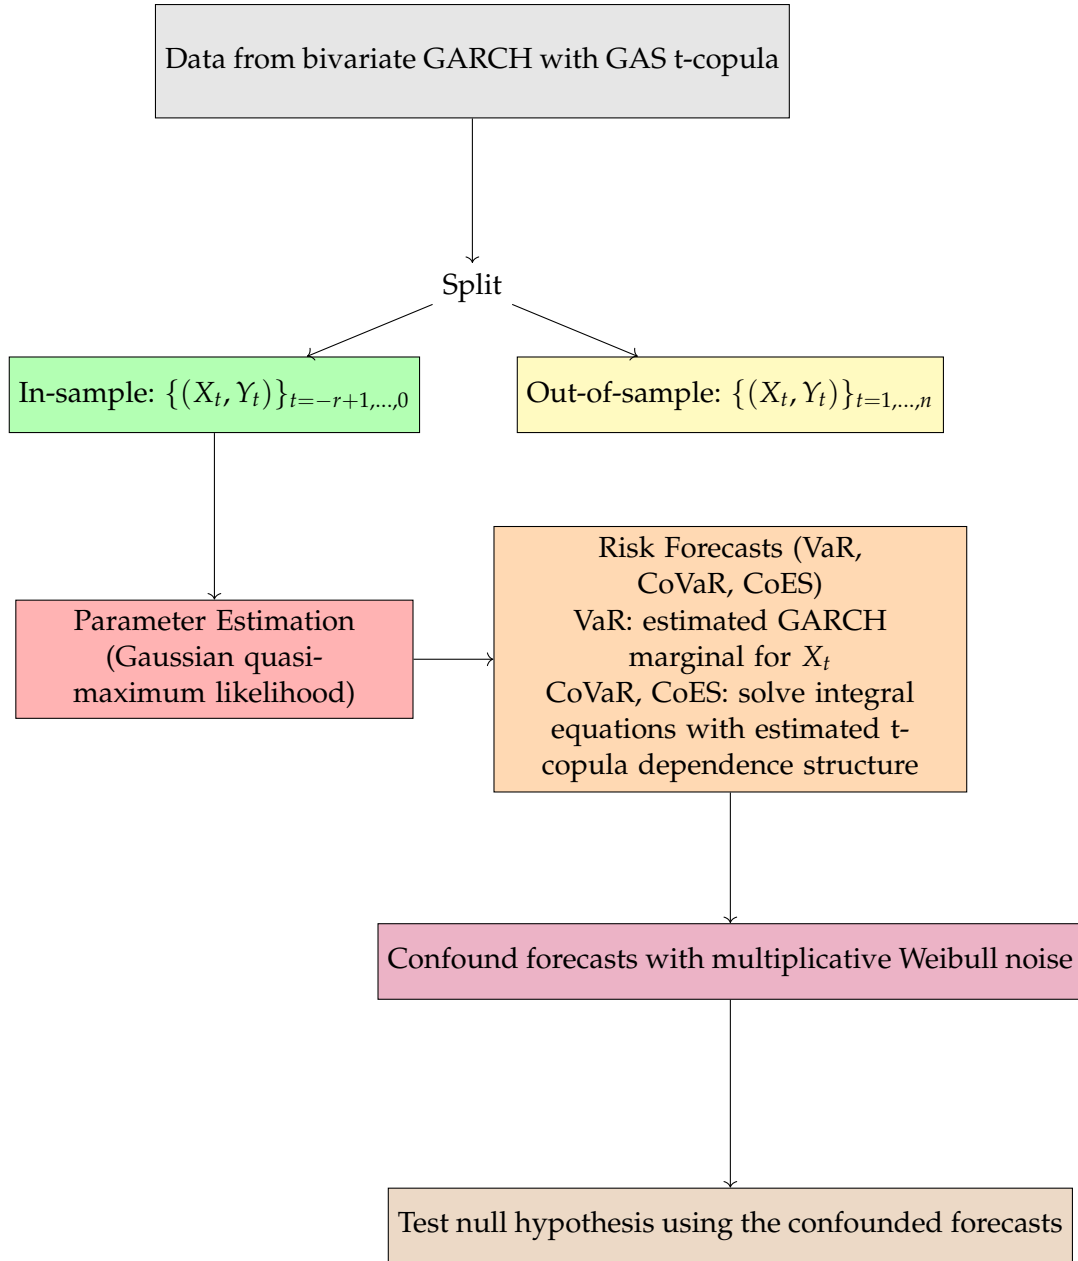 Data from bivariate GARCH with GAS t-copula
Split
In-sample: {(X_t, Y_t)}_{t=−r+1,...,0}
Out-of-sample: {(X_t, Y_t)}_{t=1,...,n}
Parameter Estimation
(Gaussian quasi-
maximum likelihood)
Risk Forecasts (VaR,
CoVaR, CoES)
VaR: estimated GARCH
marginal for X_t
CoVaR, CoES: solve integral
equations with estimated t-
copula dependence structure
Confound forecasts with multiplicative Weibull noise
Test null hypothesis using the confounded forecasts